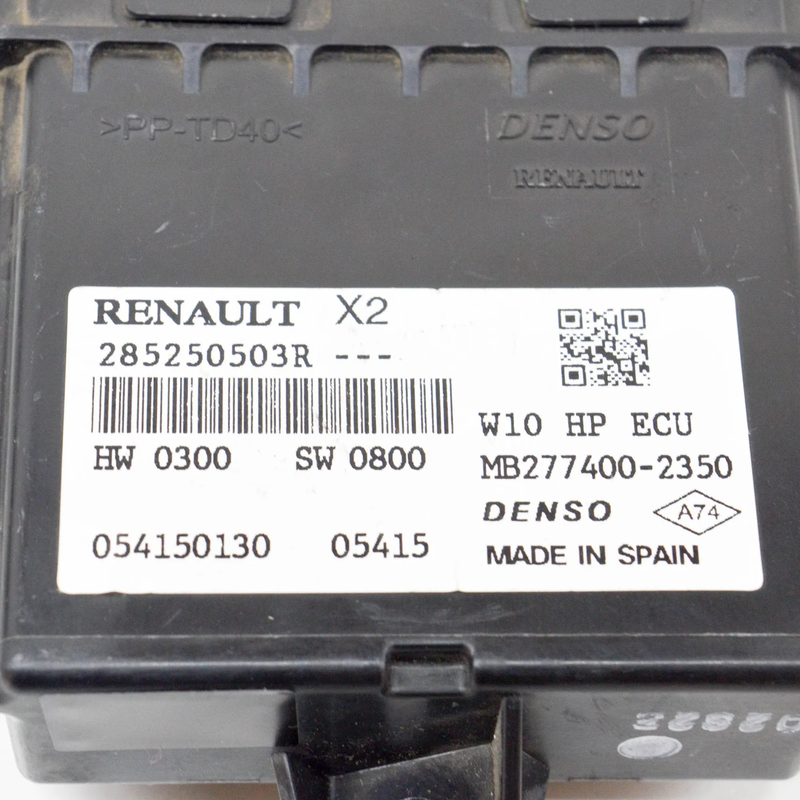 >PP-TD40<
DENSO
RENAULT
RENAULT X2
285250503R ---
HW 0300 SW 0800
054150130 05415
W10 HP ECU
MB277400-2350
DENSO A74
MADE IN SPAIN